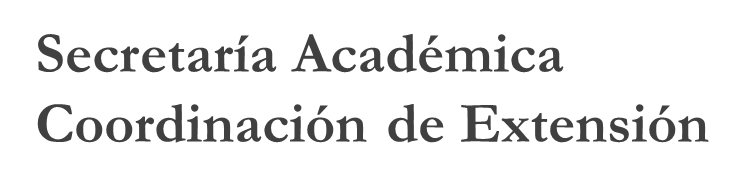 Secretaría Académica
Coordinación de Extensión